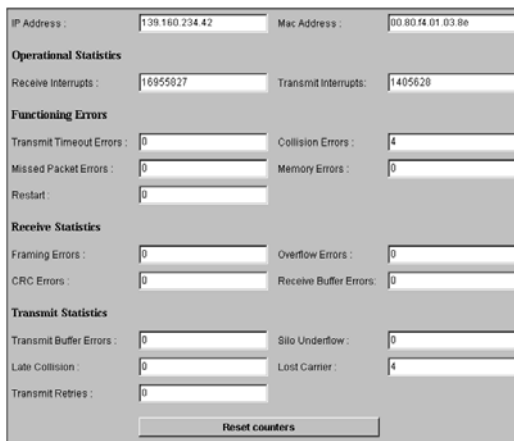 IP Address : 139.160.234.42 Mac Address : 00.80.f4.01.03.8e
Operational Statistics
Receive Interrupts : 16955827 Transmit Interrupts: 1405628
Functioning Errors
Transmit Timeout Errors : 0 Collision Errors : 4
Missed Packet Errors : 0 Memory Errors : 0
Restart : 0
Receive Statistics
Framing Errors : 0 Overflow Errors : 0
CRC Errors : 0 Receive Buffer Errors: 0
Transmit Statistics
Transmit Buffer Errors : 0 Silo Underflow : 0
Late Collision : 0 Lost Carrier : 4
Transmit Retries : 0
Reset counters